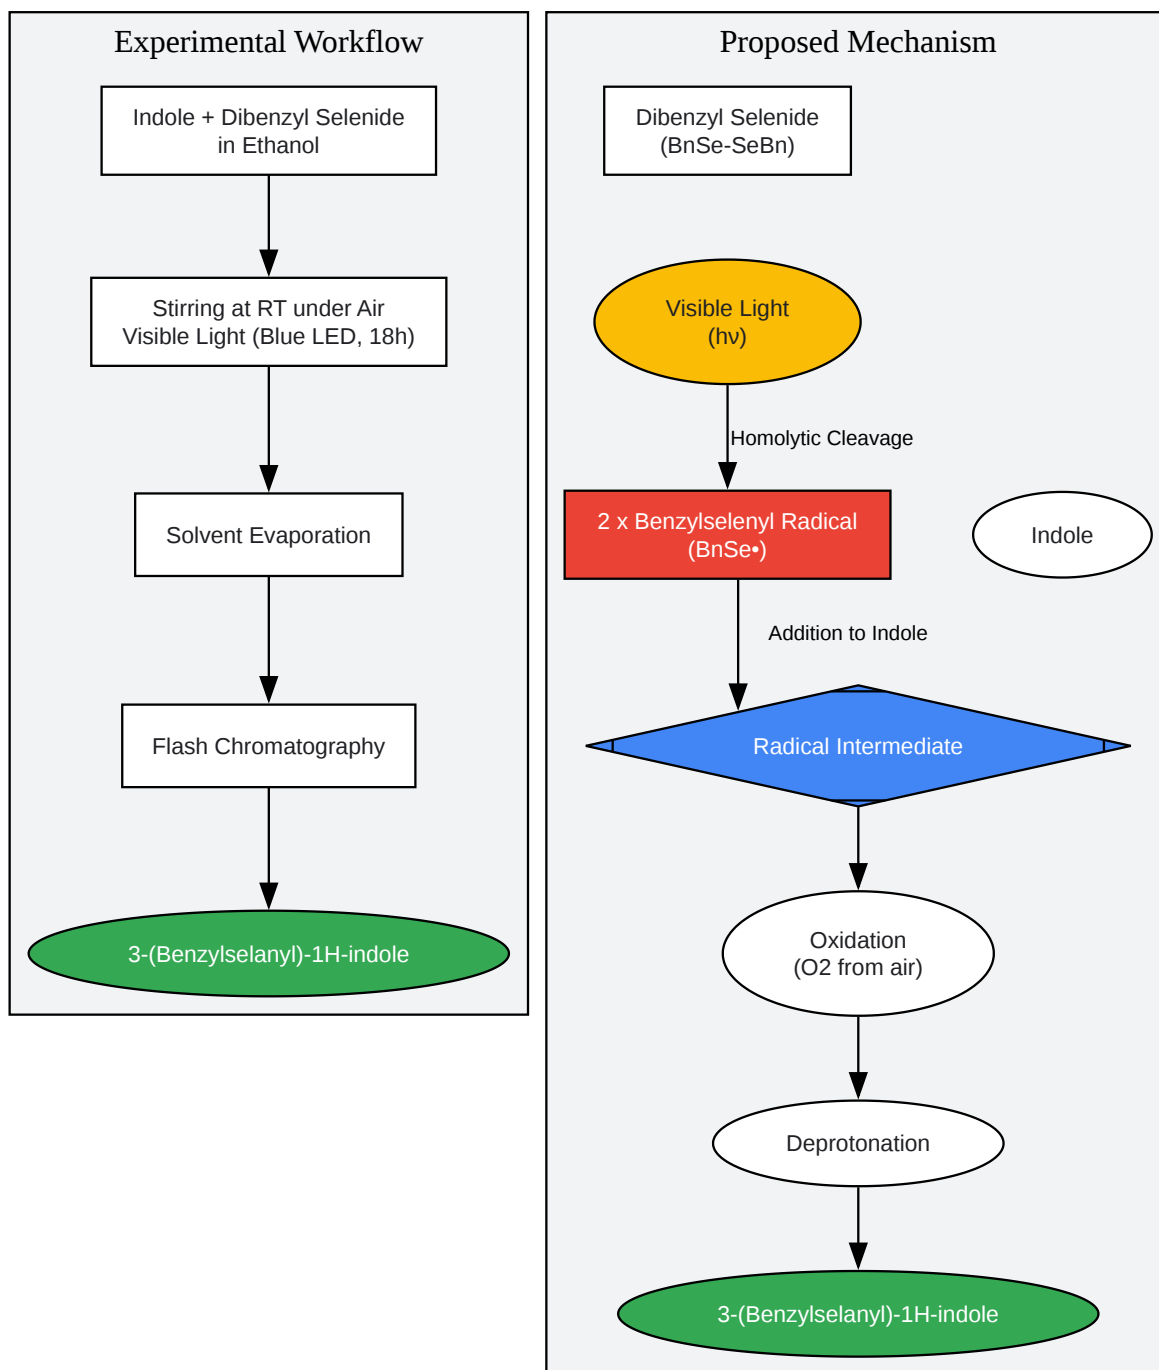 Experimental Workflow
Indole + Dibenzyl Selenide
in Ethanol
Stirring at RT under Air
Visible Light (Blue LED, 18h)
Solvent Evaporation
Flash Chromatography
3-(Benzylselanyl)-1H-indole
Proposed Mechanism
Dibenzyl Selenide
(BnSe-SeBn)
Visible Light
(hν)
Homolytic Cleavage
2 x Benzylselenyl Radical
(BnSe•)
Indole
Addition to Indole
Radical Intermediate
Oxidation
(O2 from air)
Deprotonation
3-(Benzylselanyl)-1H-indole